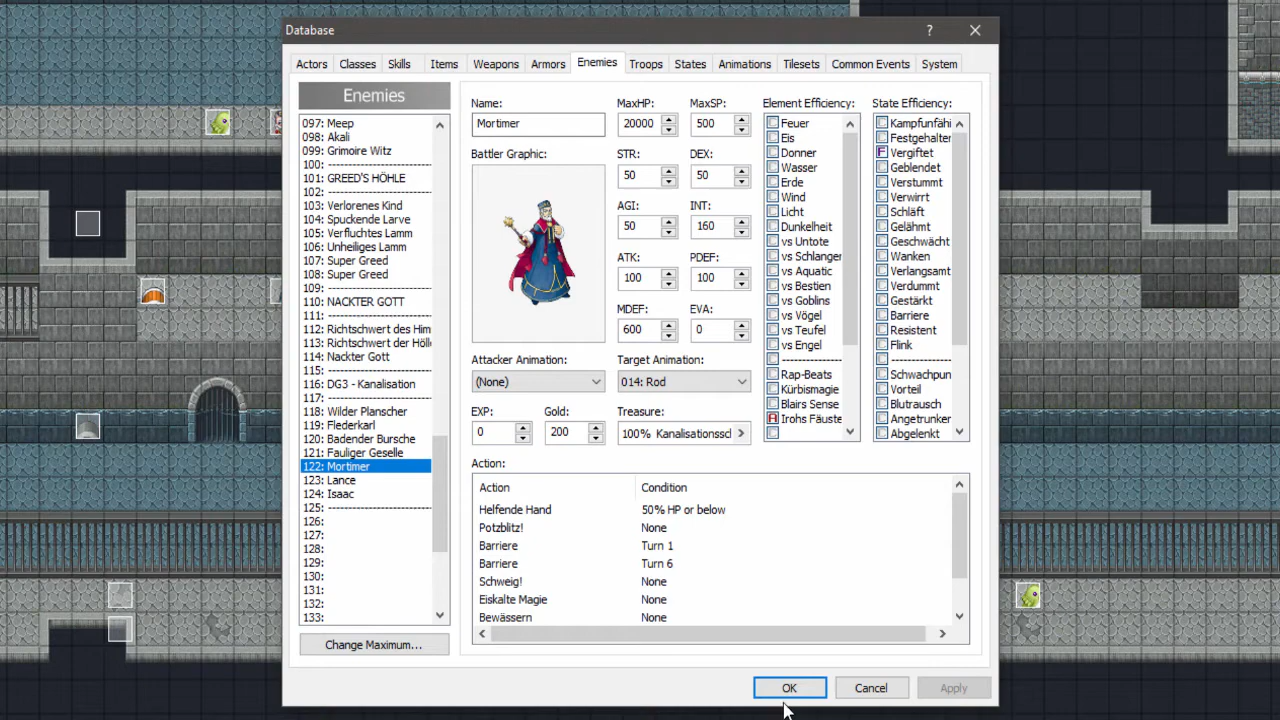 Database
?
Actors Classes Skills Items Weapons Armors Enemies Troops States Animations Tilesets Common Events System
Enemies
097: Meep
098: Akali
099: Grimoire Witz
100: --------------------
101: GREED'S HÖHLE
102: --------------------
103: Verlorenes Kind
104: Spuckende Larve
105: Verfluchtes Lamm
106: Unheiliges Lamm
107: Super Greed
108: Super Greed
109: --------------------
110: NACKTER GOTT
111: --------------------
112: Richtschwert des Him
113: Richtschwert der Höll
114: Nackter Gott
115: --------------------
116: DG3 - Kanalisation
117: --------------------
118: Wilder Planscher
119: Flederkarl
120: Badender Bursche
121: Fauliger Geselle
122: Mortimer
123: Lance
124: Isaac
125: --------------------
126:
127:
128:
129:
130:
131:
132:
133:
Change Maximum...
Name:
Mortimer
Battler Graphic:
MaxHP: MaxSP:
20000 500
STR: DEX:
50 50
AGI: INT:
50 160
ATK: PDEF:
100 100
MDEF: EVA:
600 0
Attacker Animation: Target Animation:
(None) 014: Rod
EXP: Gold: Treasure:
0 200 100% Kanalisationsscl
Element Efficiency:
C Feuer
C Eis
C Donner
C Wasser
C Erde
C Wind
C Licht
C Dunkelheit
C vs Untote
C vs Schlangen
C vs Aquatic
C vs Bestien
C vs Goblins
C vs Vögel
C vs Teufel
C vs Engel
C --------------------
C Rap-Beats
C Kürbismagie
C Blairs Sense
A Irohs Fäuste
C
State Efficiency:
C Kampfunfähi
C Festgehalten
F Vergiftet
C Geblendet
C Verstummt
C Verwirrt
C Schläft
C Gelähmt
C Geschwächt
C Wanken
C Verlangsamt
C Verdummt
C Gestärkt
C Barriere
C Resistent
C Flink
C --------------------
C Schwachpun
C Vorteil
C Blutrausch
C Angetrunken
C Abgelenkt
Action:
Action Condition
Helfende Hand 50% HP or below
Potzblitz! None
Barriere Turn 1
Barriere Turn 6
Schweig! None
Eiskalte Magie None
Bewässern None
OK Cancel Apply